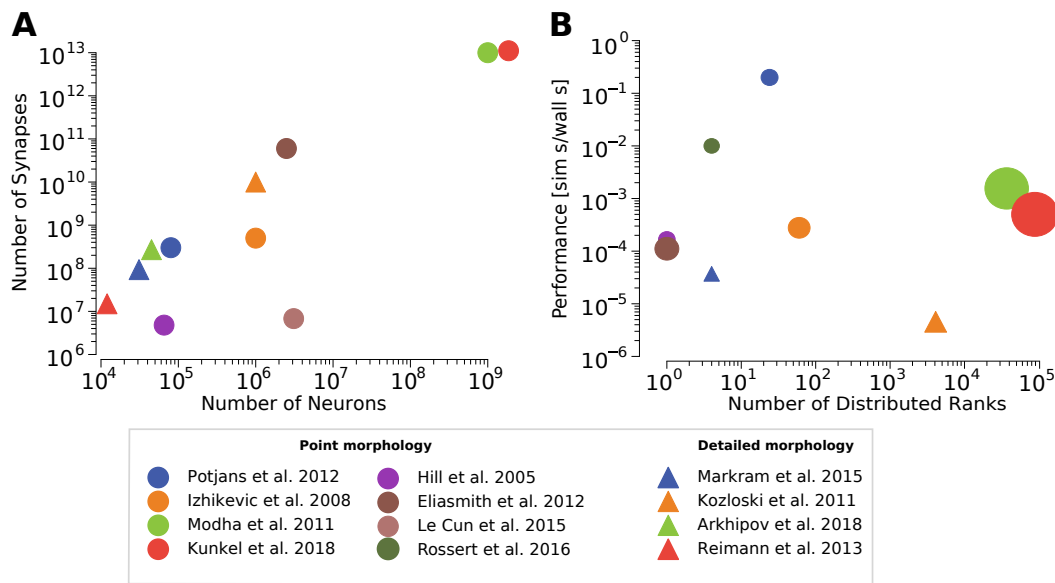 A
B
Number of Synapses
10^13
10^12
10^11
10^10
10^9
10^8
10^7
10^6
10^4 10^5 10^6 10^7 10^8 10^9
Number of Neurons
Performance [sim s/wall s]
10^0
10^-1
10^-2
10^-3
10^-4
10^-5
10^-6
10^0 10^1 10^2 10^3 10^4 10^5
Number of Distributed Ranks
Point morphology
Potjans et al. 2012
Izhikevic et al. 2008
Modha et al. 2011
Kunkel et al. 2018
Hill et al. 2005
Eliasmith et al. 2012
Le Cun et al. 2015
Rossert et al. 2016
Detailed morphology
Markram et al. 2015
Kozloski et al. 2011
Arkhipov et al. 2018
Reimann et al. 2013